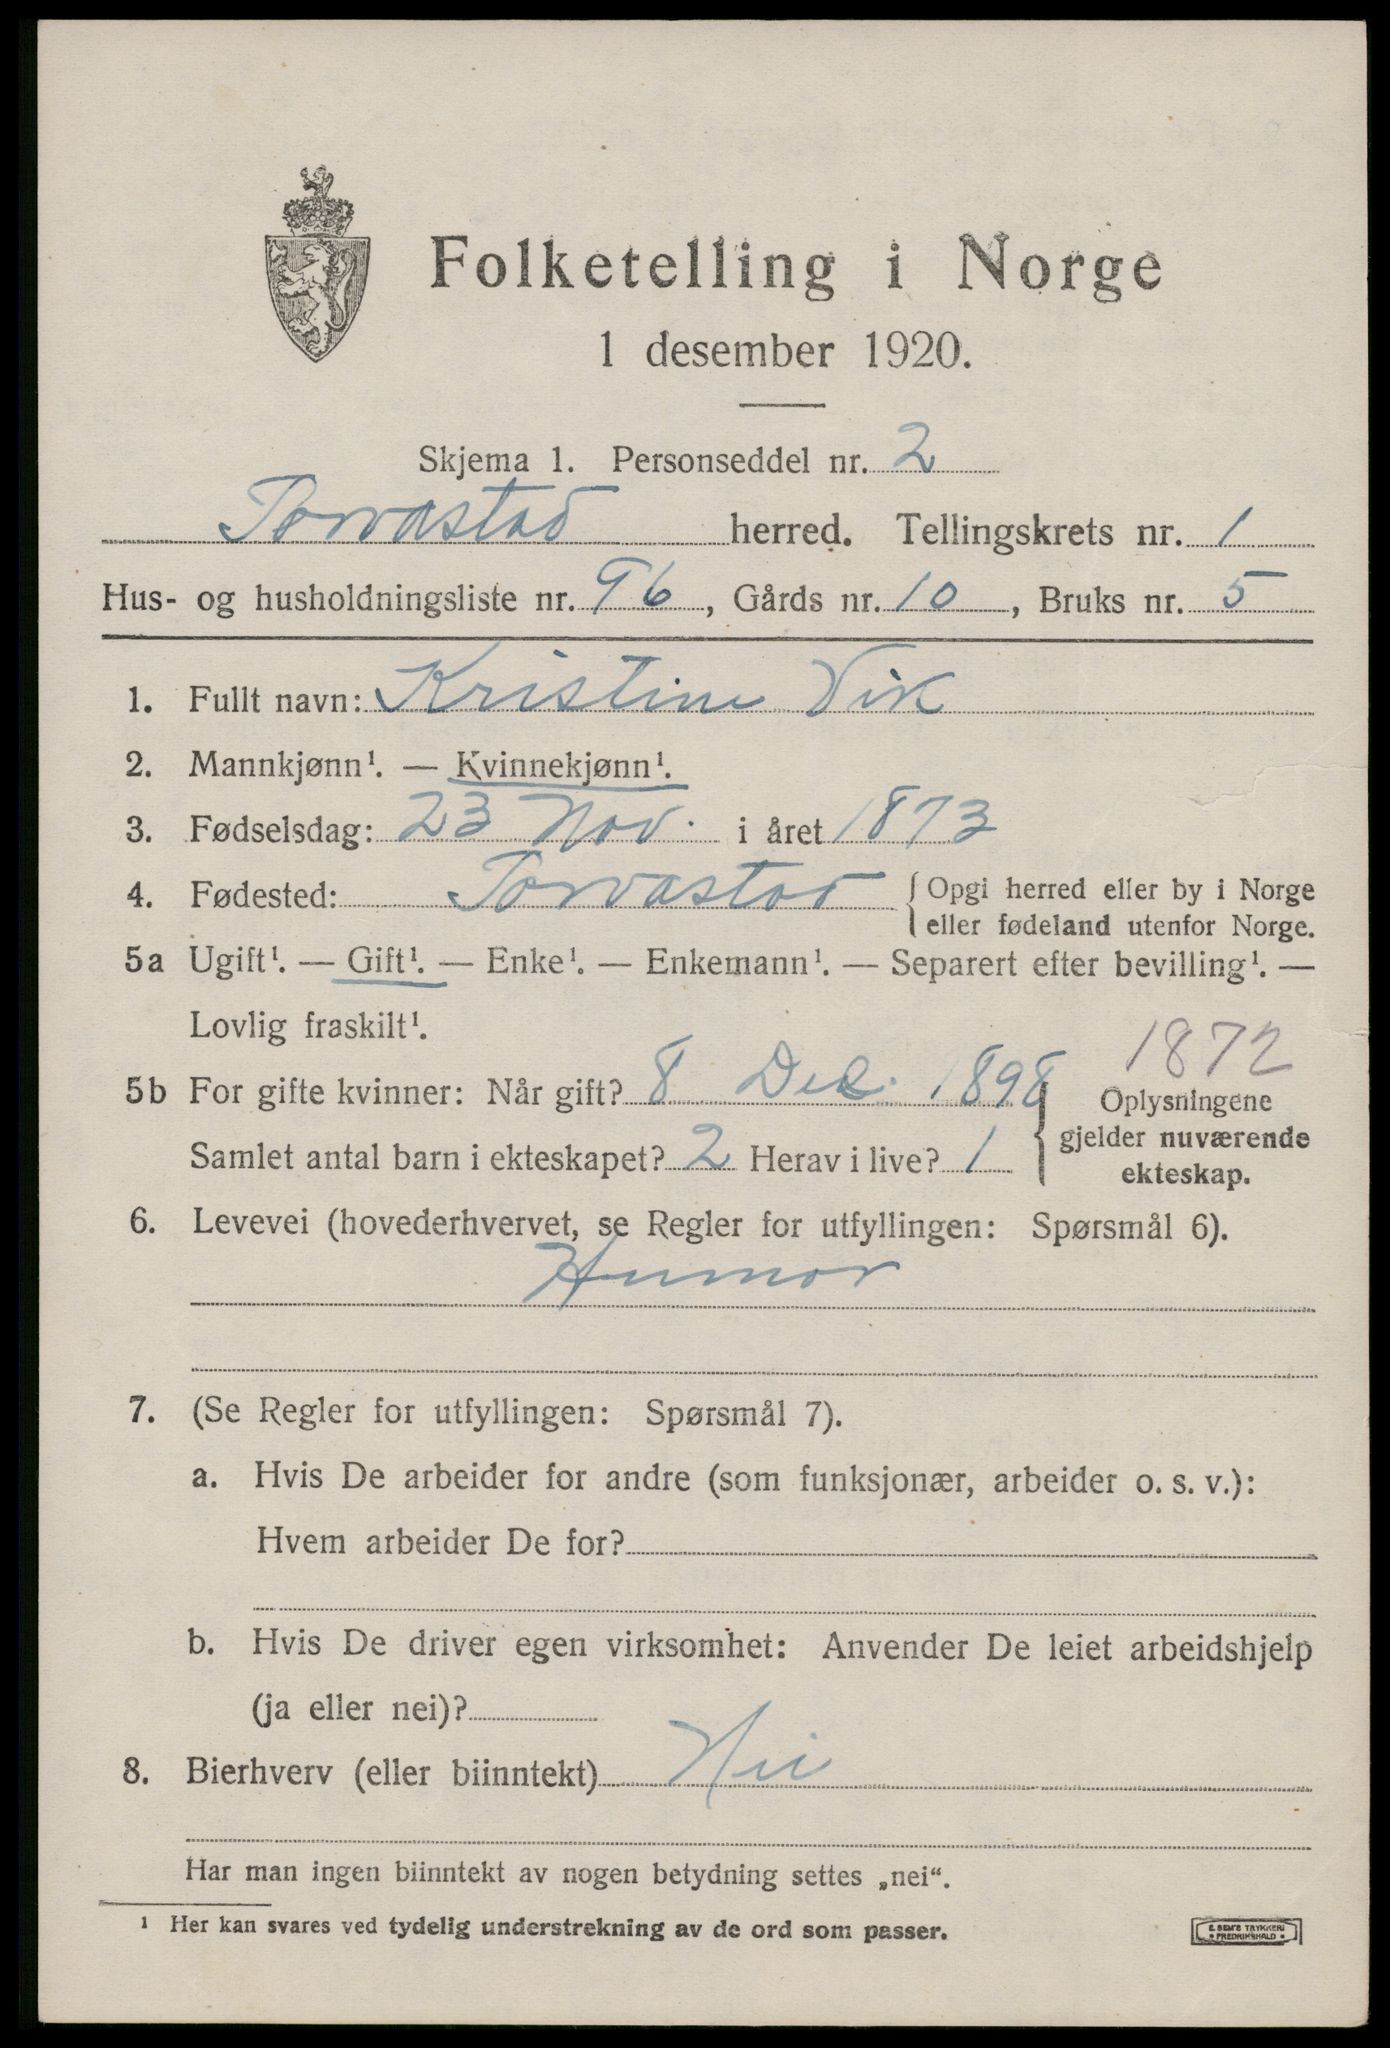 Folketelling i Norge
1 desember 1920.
Skjema 1. Personseddel nr. 2
Torvastad herred. Tellingskrets nr. 1
Hus- og husholdningsliste nr. 96, Gårds nr. 10, Bruks nr. 5
1. Fullt navn: Kristine Vik
2. Mannkjønn¹. — Kvinnekjønn¹.
3. Fødselsdag: 23 Nov. i året 1873
4. Fødested: Torvastad { Opgi herred eller by i Norge
eller fødeland utenfor Norge.
5a Ugift¹. — Gift¹. — Enke¹. — Enkemann¹. — Separert efter bevilling¹. —
Lovlig fraskilt¹.
1872
5b For gifte kvinner: Når gift? 8 Des. 1898 { Oplysningene
gjelder nuværende
ekteskap.
Samlet antal barn i ekteskapet? 2 Herav i live? 1
6. Levevei (hovederhvervet, se Regler for utfyllingen: Spørsmål 6).
Husmor
7. (Se Regler for utfyllingen: Spørsmål 7).
a. Hvis De arbeider for andre (som funksjonær, arbeider o. s. v.):
Hvem arbeider De for?
b. Hvis De driver egen virksomhet: Anvender De leiet arbeidshjelp
(ja eller nei)?
8. Bierhverv (eller biinntekt) Nei
Har man ingen biinntekt av nogen betydning settes „nei“.
¹ Her kan svares ved tydelig understrekning av de ord som passer.
E. SEM'S TRYKKERI
FREDRIKSHALD